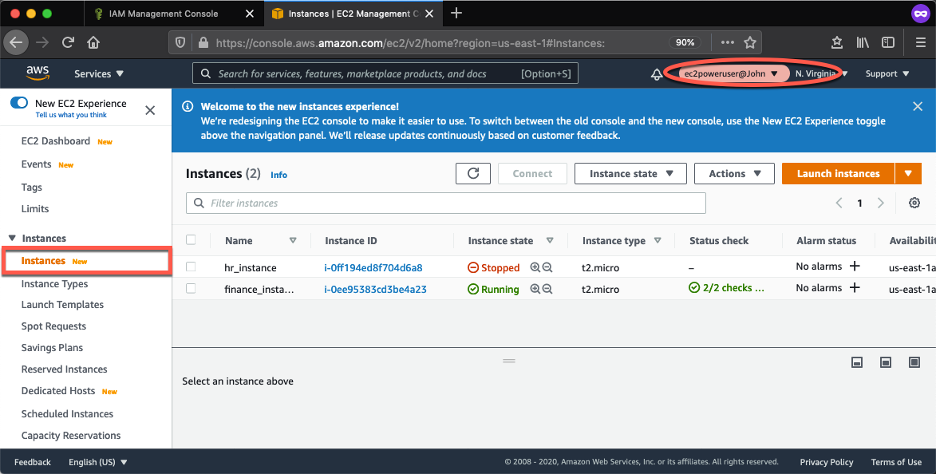 IAM Management Console
Instances | EC2 Management C
https://console.aws.amazon.com/ec2/v2/home?region=us-east-1#Instances:
90%
aws
Services
Search for services, features, marketplace products, and docs
[Option+S]
ec2poweruser@John
N. Virginia
Support
New EC2 Experience
Tell us what you think
Welcome to the new instances experience!
We're redesigning the EC2 console to make it easier to use. To switch between the old console and the new console, use the New EC2 Experience toggle
above the navigation panel. We'll release updates continuously based on customer feedback.
EC2 Dashboard New
Events New
Tags
Limits
Instances
Instances New
Instance Types
Launch Templates
Spot Requests
Savings Plans
Reserved Instances
Dedicated Hosts New
Scheduled Instances
Capacity Reservations
Instances (2) Info
Connect
Instance state
Actions
Launch instances
Filter instances
1
Name Instance ID Instance state Instance type Status check Alarm status Availabili
hr_instance i-0ff194ed8f704d6a8 Stopped t2.micro – No alarms + us-east-1a
finance_insta... i-0ee95383cd3be4a23 Running t2.micro 2/2 checks ... No alarms + us-east-1a
Select an instance above
Feedback English (US) © 2008 - 2020, Amazon Web Services, Inc. or its affiliates. All rights reserved. Privacy Policy Terms of Use